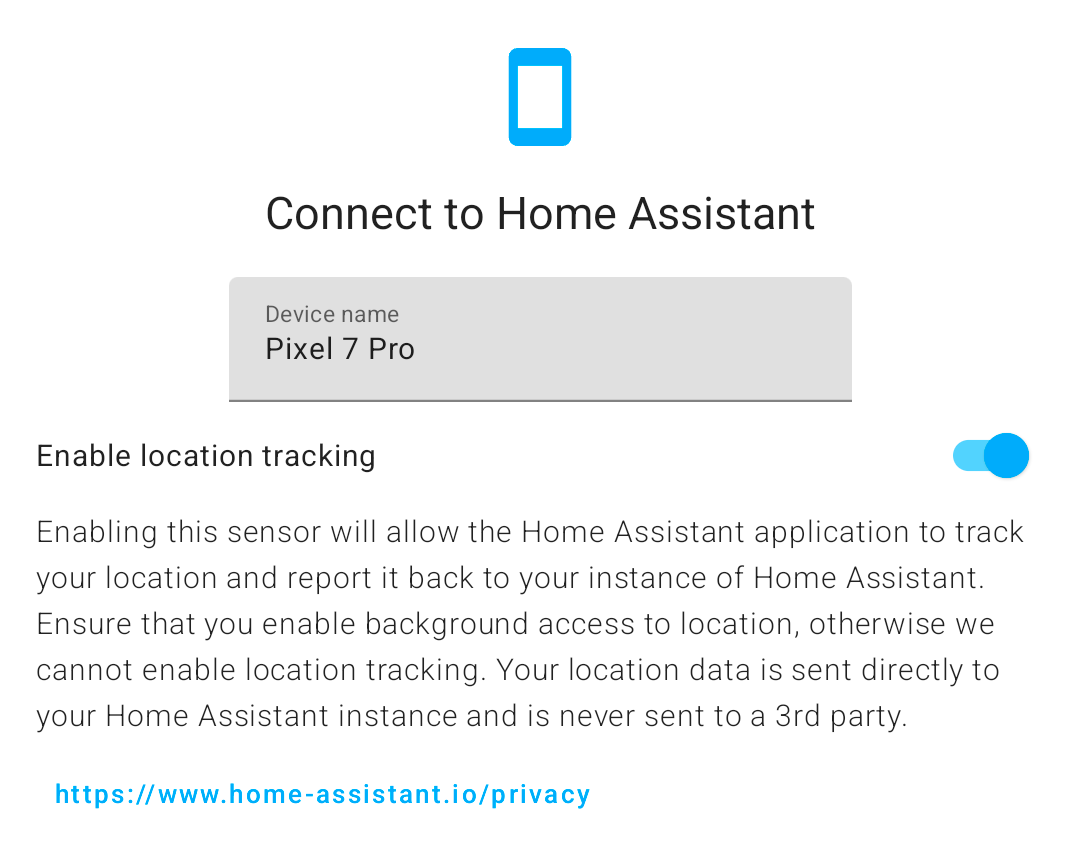 Connect to Home Assistant
Device name
Pixel 7 Pro
Enable location tracking
Enabling this sensor will allow the Home Assistant application to track
your location and report it back to your instance of Home Assistant.
Ensure that you enable background access to location, otherwise we
cannot enable location tracking. Your location data is sent directly to
your Home Assistant instance and is never sent to a 3rd party.
https://www.home-assistant.io/privacy